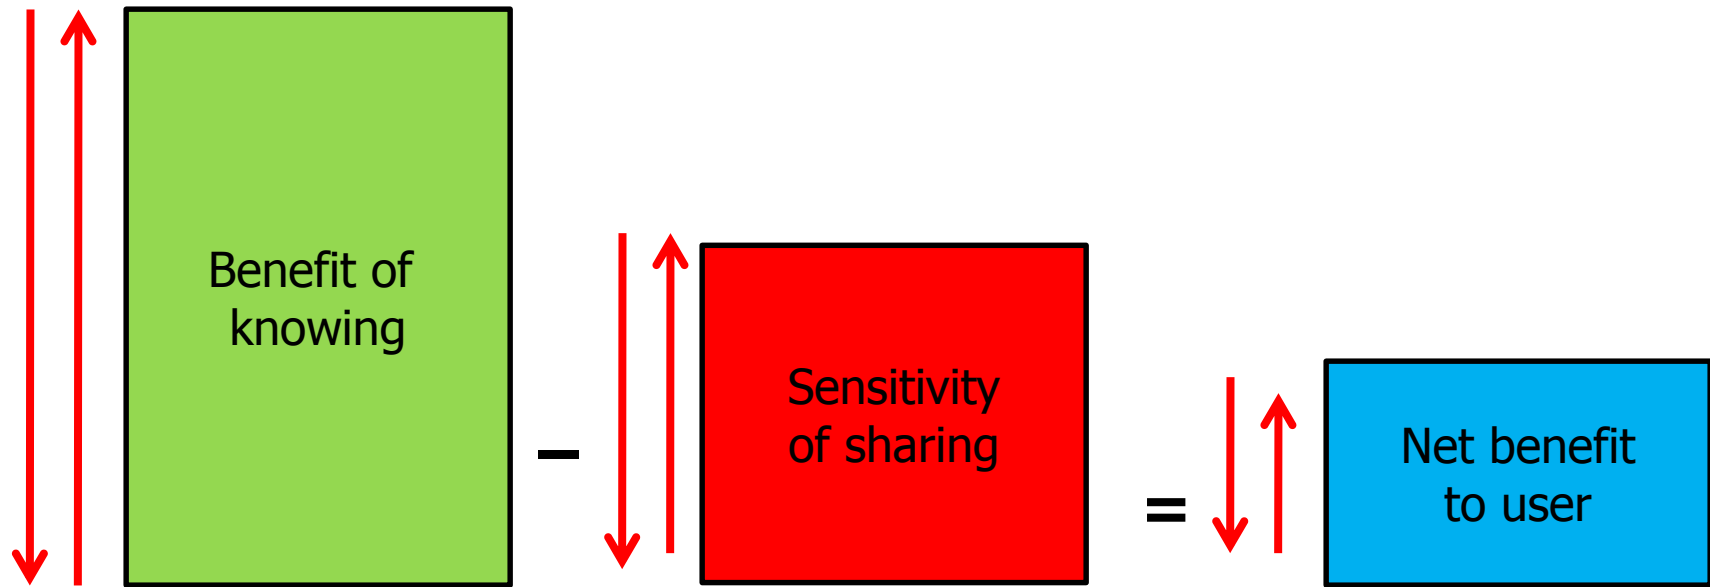 Benefit of
knowing
–
Sensitivity
of sharing
=
Net benefit
to user